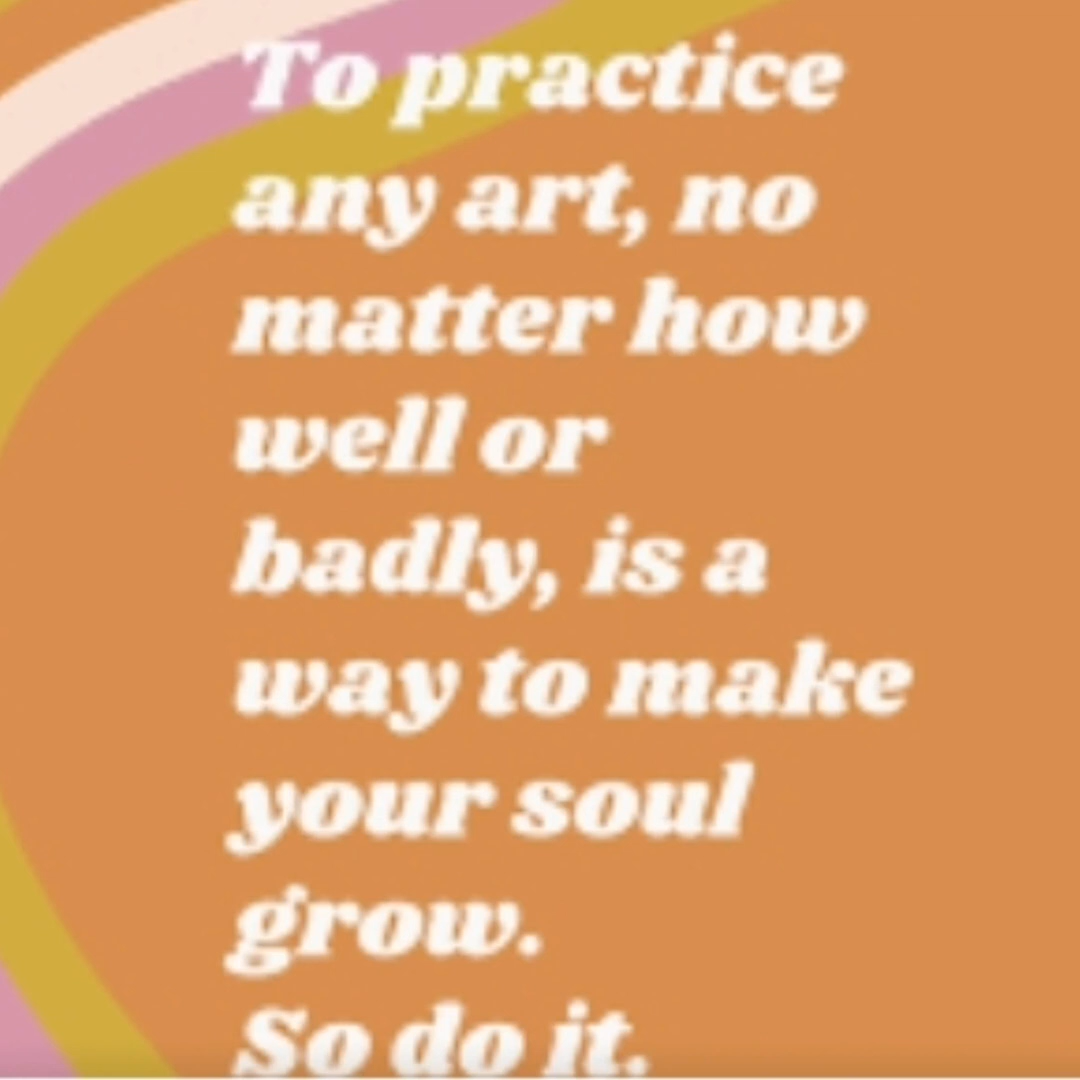 To practice
any art, no
matter how
well or
badly, is a
way to make
your soul
grow.
So do it.